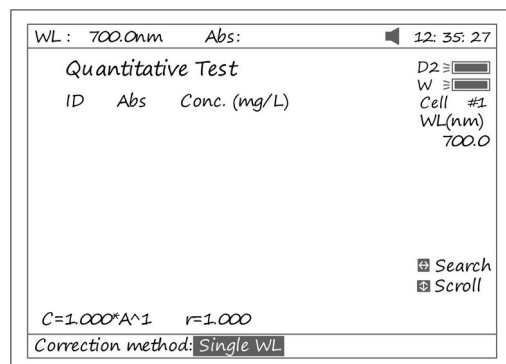 WL : 700.0nm Abs: 12: 35: 27
Quantitative Test
ID Abs Conc. (mg/L)
D2
W
Cell #1
WL(nm)
700.0
Search
Scroll
C=1.000*A^1 r=1.000
Correction method: Single WL